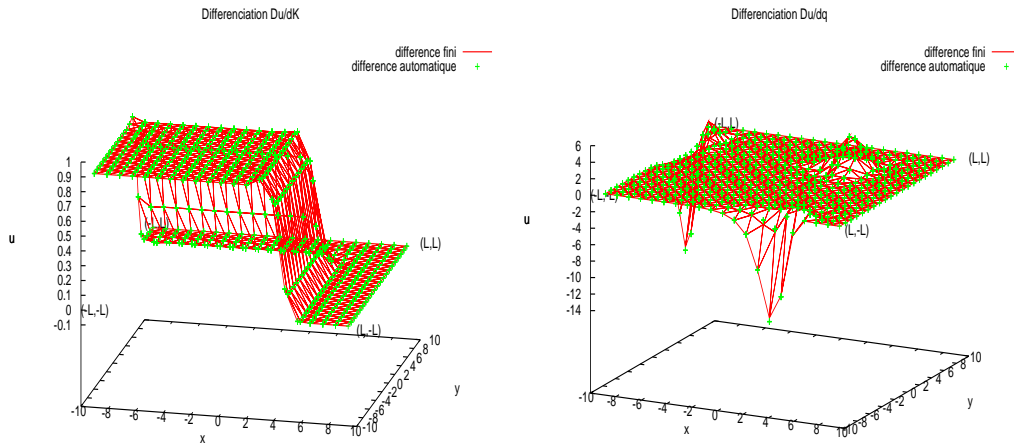 Differenciation Du/dK
difference fini
difference automatique
1
0.9
0.8
0.7
0.6
0.5
0.4
0.3
0.2
0.1
0
-0.1
u
(-L,-L)
(L,L)
(L,-L)
-10 -8 -6 -4 -2 0 2 4 6 8 10
x
-10 -8 -6 -4 -2 0 2 4 6 8 10
y
Differenciation Du/dq
difference fini
difference automatique
6
4
2
0
-2
-4
-6
-8
-10
-12
-14
u
(-L,L)
(L,L)
(-L,-L)
(L,-L)
-10 -8 -6 -4 -2 0 2 4 6 8 10
x
-10 -8 -6 -4 -2 0 2 4 6 8 10
y